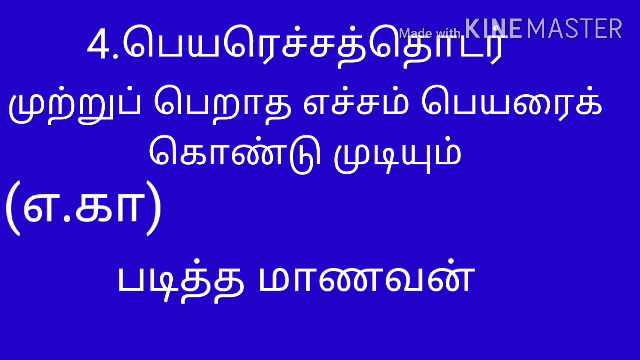 Made with KINEMASTER
4.பெயரெச்சத்தொடர்
முற்றுப் பெறாத எச்சம் பெயரைக்
கொண்டு முடியும்
(எ.கா)
படித்த மாணவன்